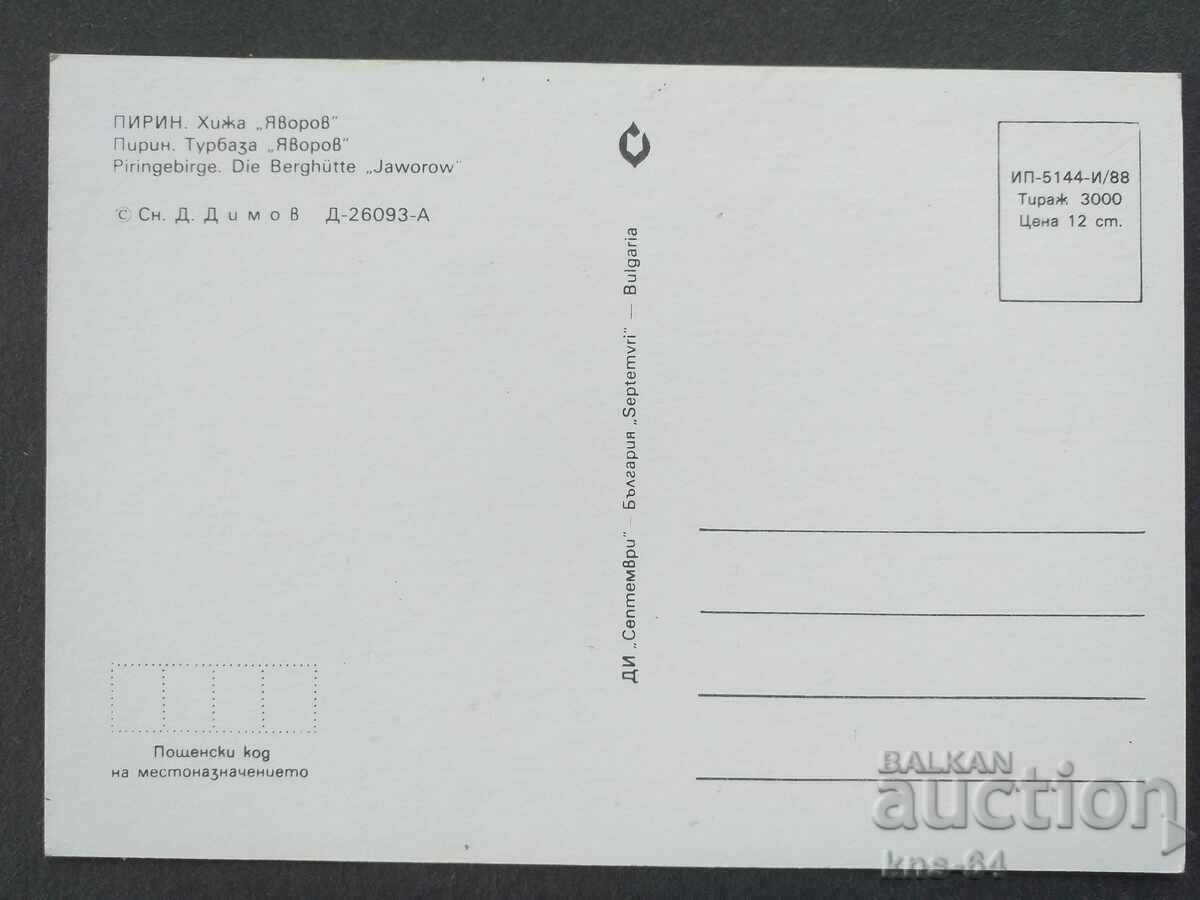 ПИРИН. Хижа „Яворов"
Пирин. Турбаза „Яворов"
Piringebirge. Die Berghütte „Jaworow"
© Сн. Д. Димов Д-26093-А
ИП-5144-И/88
Тираж 3000
Цена 12 ст.
ДИ „Септември" – България „Septemvri" — Bulgaria
Пощенски код
на местоназначението
BALKAN
auction
kns-64